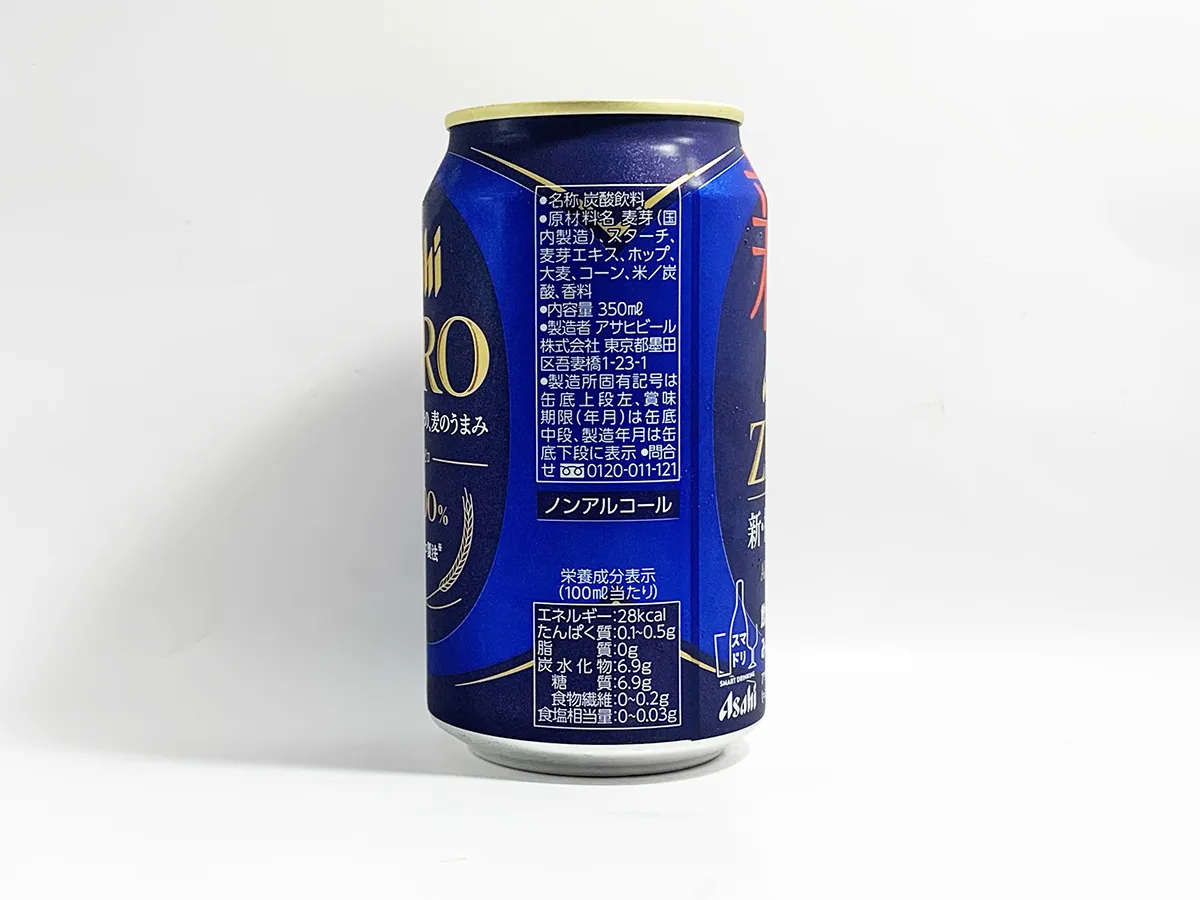 ●名称 炭酸飲料
●原材料名 麦芽(国
内製造)、スターチ、
麦芽エキス、ホップ、
大麦、コーン、米／炭
酸、香料
●内容量 350㎖
●製造者 アサヒビール
株式会社 東京都墨田
区吾妻橋1-23-1
●製造所固有記号は
缶底上段左、賞味
期限(年月)は缶底
中段、製造年月は缶
底下段に表示 ●問合
せ 0120-011-121
ノンアルコール
栄養成分表示
(100㎖当たり)
エネルギー:28kcal
たんぱく質:0.1~0.5g
脂 質:0g
炭水化物:6.9g
糖 質:6.9g
食物繊維:0~0.2g
食塩相当量:0~0.03g
hi
RO
麦のうまみ
0%
製法※
新・
スマ
ドリ
SMART DRINKING
Asahi